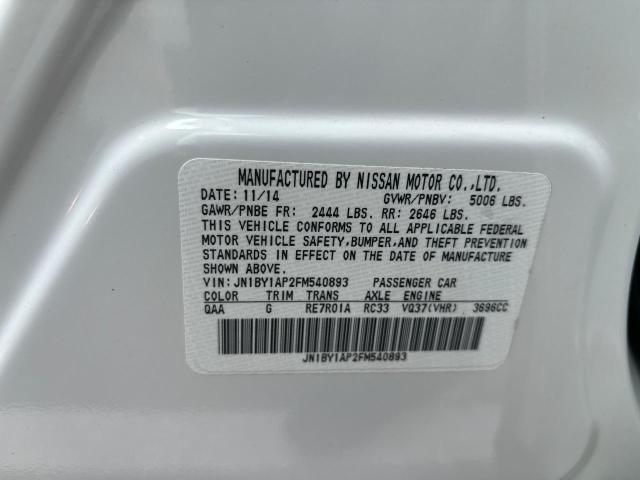 MANUFACTURED BY NISSAN MOTOR CO.,LTD.
DATE: 11/14 GVWR/PNBV: 5006 LBS.
GAWR/PNBE FR: 2444 LBS. RR: 2646 LBS.
THIS VEHICLE CONFORMS TO ALL APPLICABLE FEDERAL
MOTOR VEHICLE SAFETY,BUMPER,AND THEFT PREVENTION
STANDARDS IN EFFECT ON THE DATE OF MANUFACTURE
SHOWN ABOVE.
VIN: JN1BY1AP2FM540893 PASSENGER CAR
COLOR TRIM TRANS AXLE ENGINE
QAA G RE7R01A RC33 VQ37(VHR) 3696CC
JN1BY1AP2FM540893